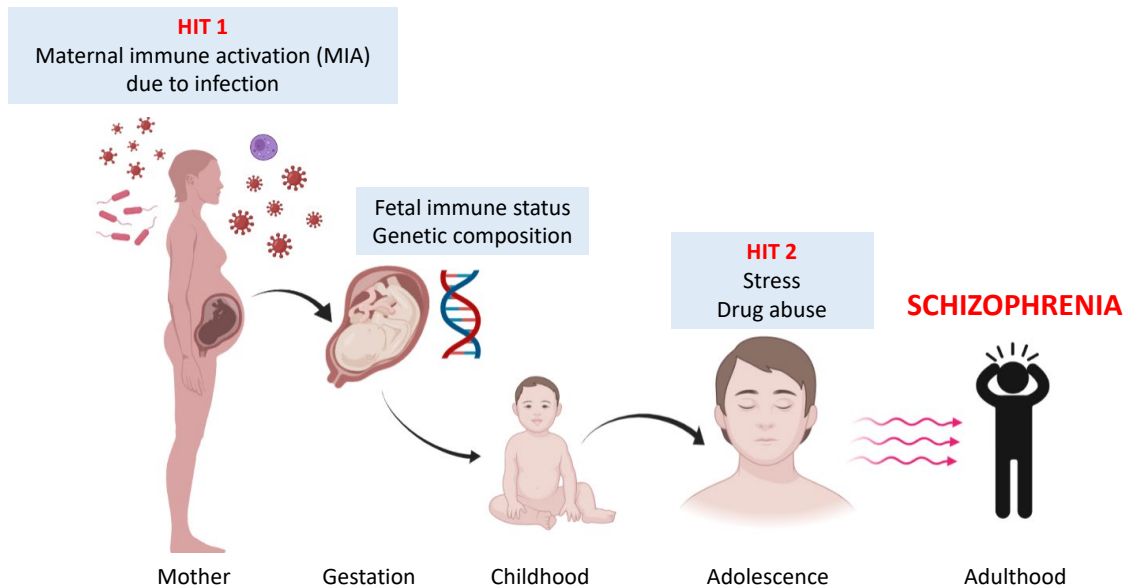 HIT 1
Maternal immune activation (MIA)
due to infection
Fetal immune status
Genetic composition
HIT 2
Stress
Drug abuse
SCHIZOPHRENIA
Mother
Gestation
Childhood
Adolescence
Adulthood